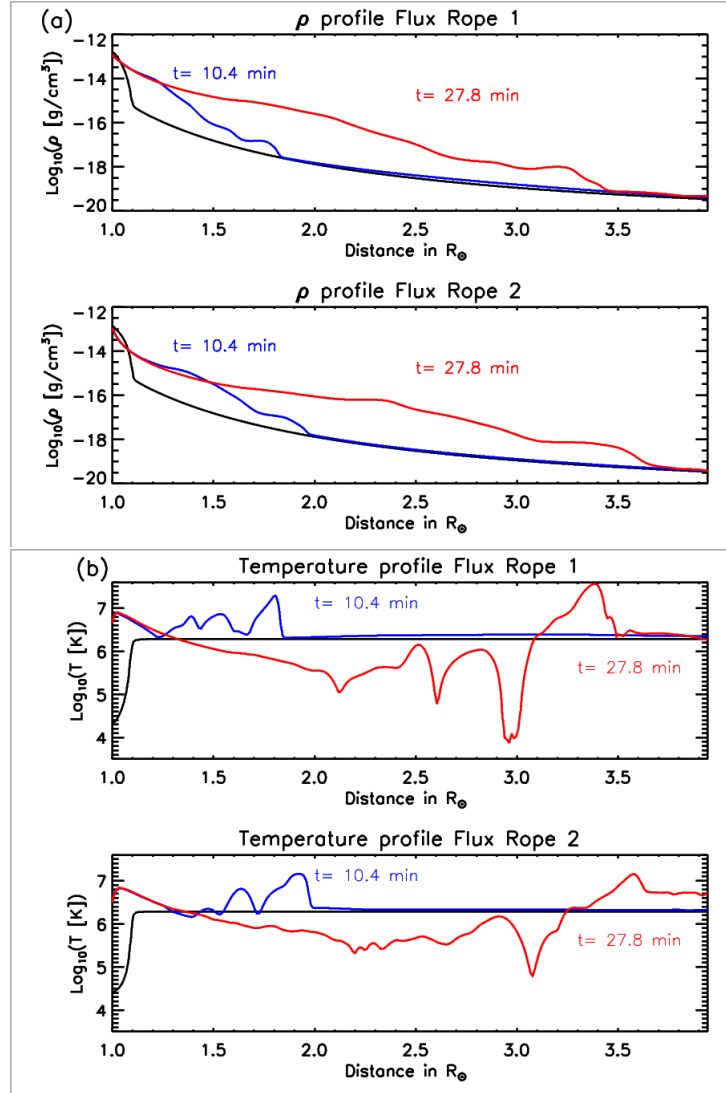 (a)
ρ profile Flux Rope 1
Log₁₀(ρ [g/cm³])
-12
-14
-16
-18
-20
t= 10.4 min
t= 27.8 min
1.0 1.5 2.0 2.5 3.0 3.5
Distance in R⊙
ρ profile Flux Rope 2
Log₁₀(ρ [g/cm³])
-12
-14
-16
-18
-20
t= 10.4 min
t= 27.8 min
1.0 1.5 2.0 2.5 3.0 3.5
Distance in R⊙
(b)
Temperature profile Flux Rope 1
Log₁₀(T [K])
7
6
5
4
t= 10.4 min
t= 27.8 min
1.0 1.5 2.0 2.5 3.0 3.5
Distance in R⊙
Temperature profile Flux Rope 2
Log₁₀(T [K])
7
6
5
4
t= 10.4 min
t= 27.8 min
1.0 1.5 2.0 2.5 3.0 3.5
Distance in R⊙